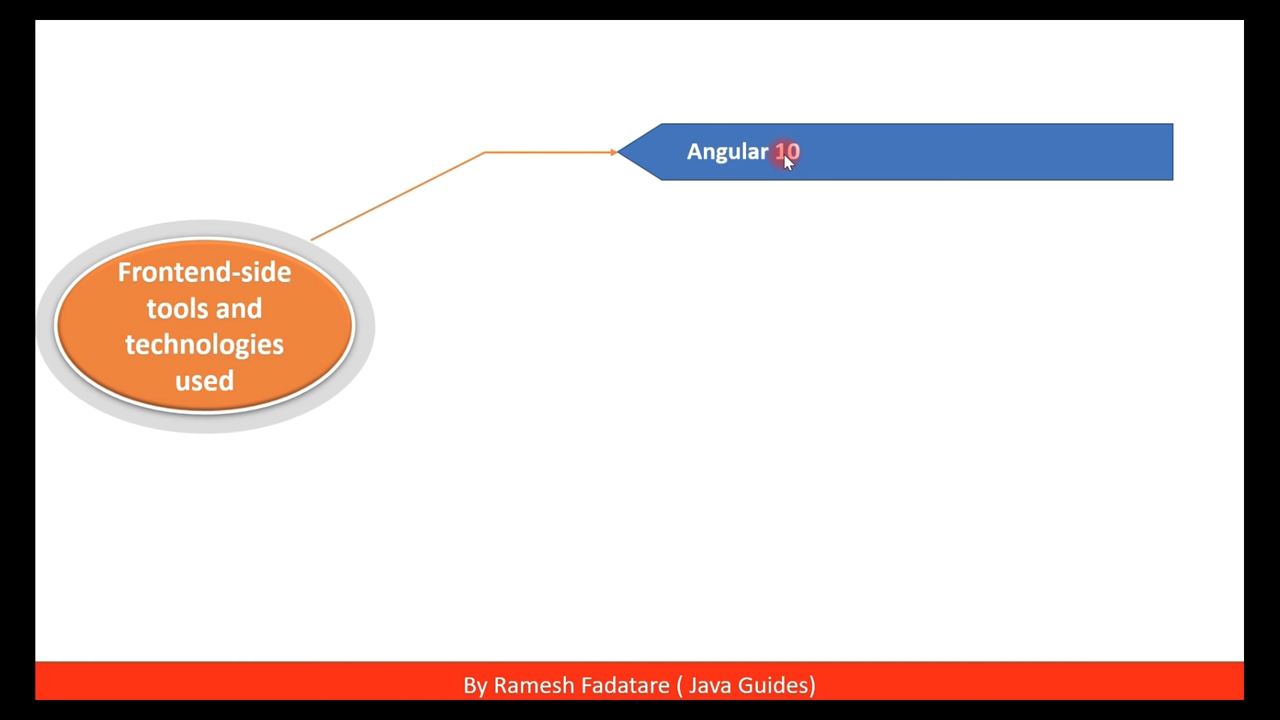 Angular 10
Frontend-side
tools and
technologies
used
By Ramesh Fadatare ( Java Guides)